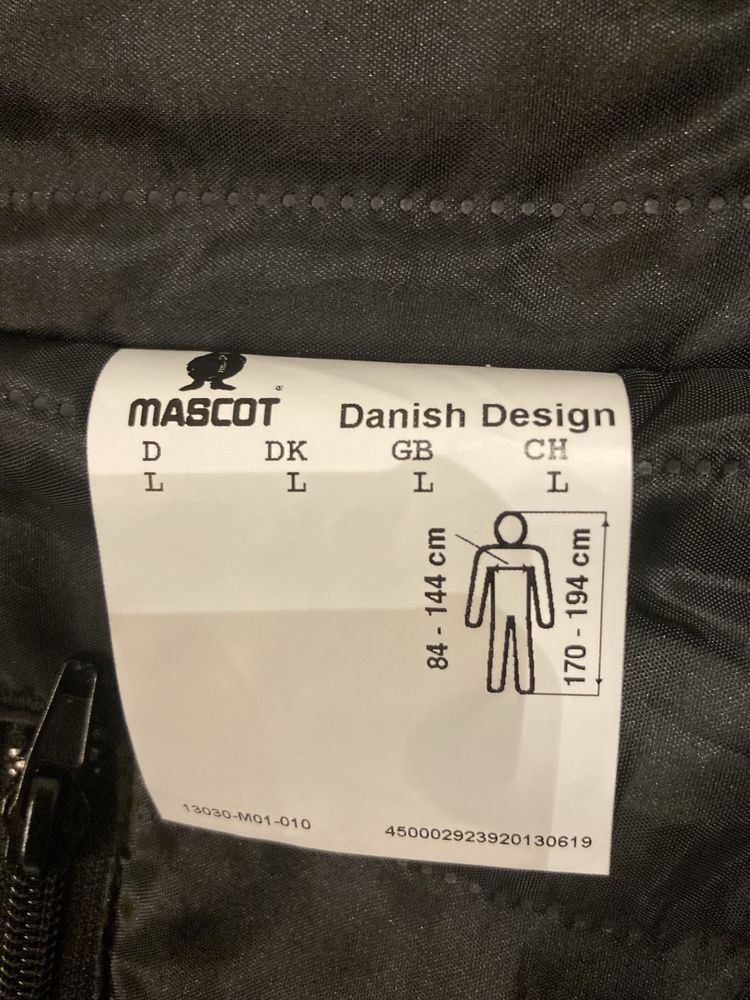 MASCOT ® Danish Design
D DK GB CH
L L L L
84 - 144 cm
170 - 194 cm
13030-M01-010
450002923920130619